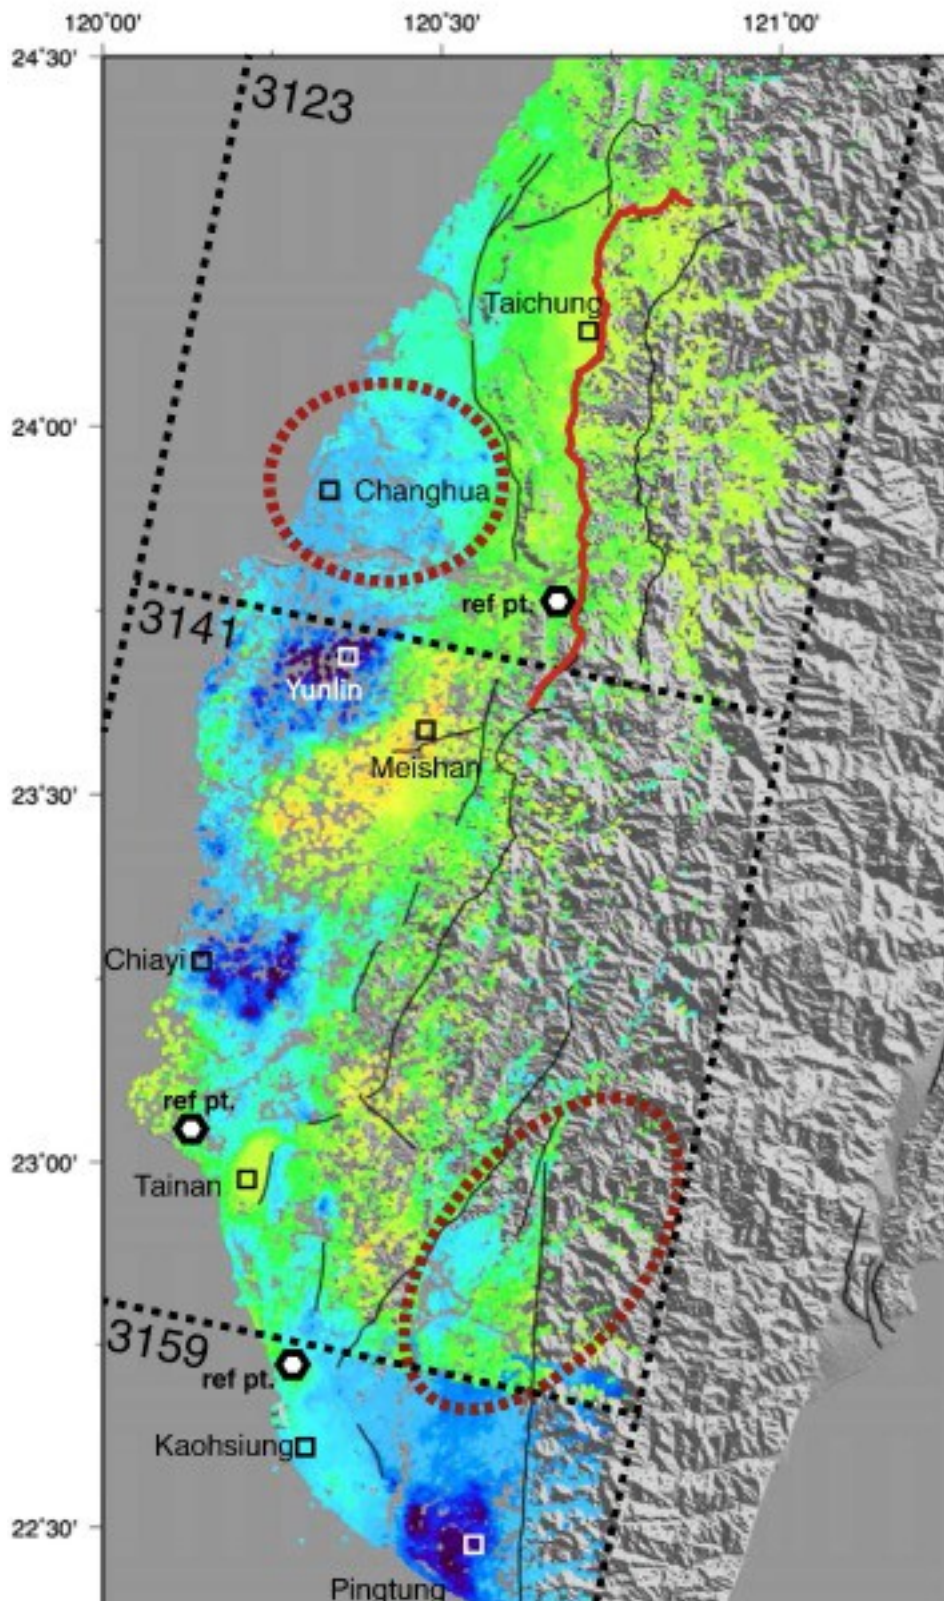 120°00'
120°30'
121°00'
24°30'
3123
Taichung
24°00'
Changhua
ref pt.
3141
Yunlin
Meishan
23°30'
Chiayi
ref pt.
23°00'
Tainan
3159
ref pt.
Kaohsiung
22°30'
Pingtung